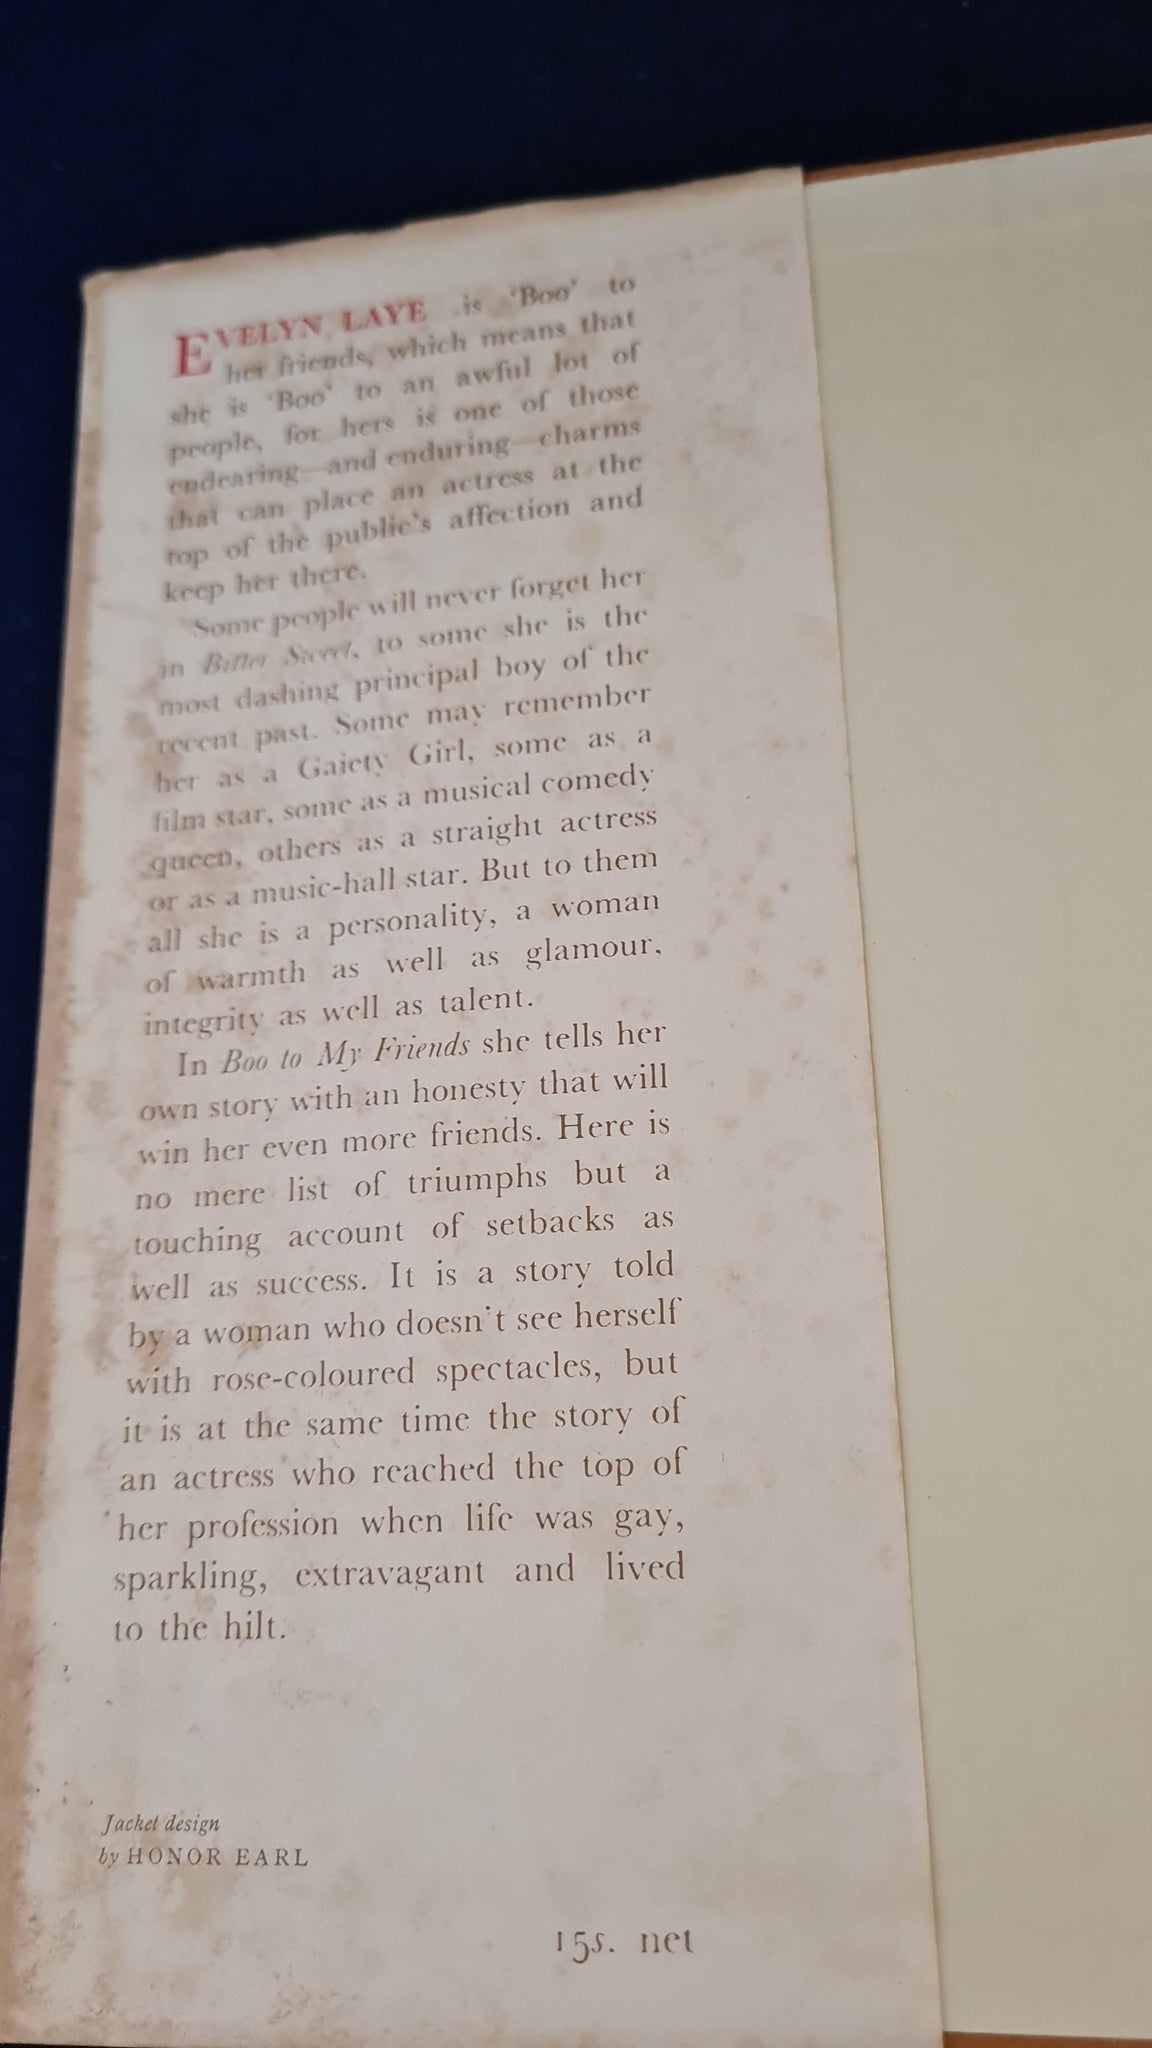 EVELYN LAYE is 'Boo' to
her friends, which means that
she is 'Boo' to an awful lot of
people, for hers is one of those
endearing—and enduring—charms
that can place an actress at the
top of the public's affection and
keep her there.
Some people will never forget her
in Bitter Sweet, to some she is the
most dashing principal boy of the
recent past. Some may remember
her as a Gaiety Girl, some as a
film star, some as a musical comedy
queen, others as a straight actress
or as a music-hall star. But to them
all she is a personality, a woman
of warmth as well as glamour,
integrity as well as talent.
In Boo to My Friends she tells her
own story with an honesty that will
win her even more friends. Here is
no mere list of triumphs but a
touching account of setbacks as
well as success. It is a story told
by a woman who doesn't see herself
with rose-coloured spectacles, but
it is at the same time the story of
an actress who reached the top of
her profession when life was gay,
sparkling, extravagant and lived
to the hilt.
Jacket design
by HONOR EARL
15s. net